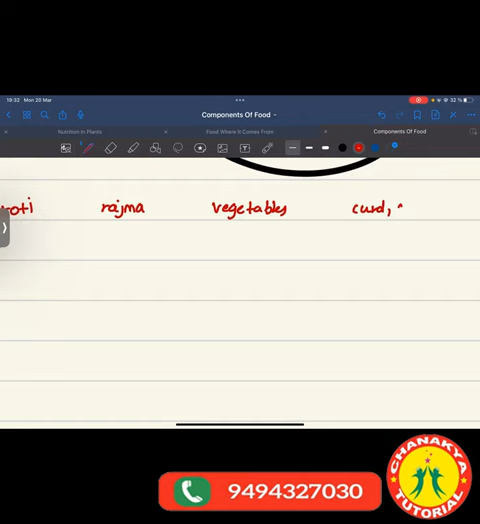 19:32 Mon 20 Mar
32 %
Components Of Food
Nutrition In Plants
Food Where It Comes From
Components Of Food
roti rajma vegetables curd,
CHANAKYA
TUTORIAL
9494327030